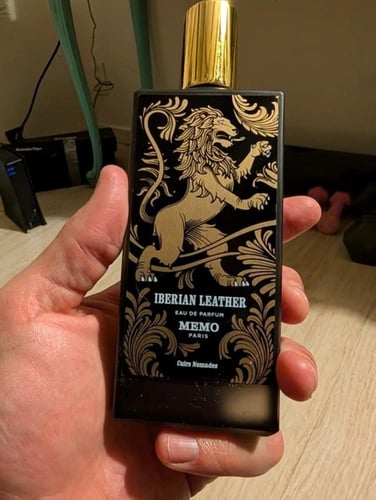 IBERIAN LEATHER
EAU DE PARFUM
MEMO
PARIS
Cuirs Nomades